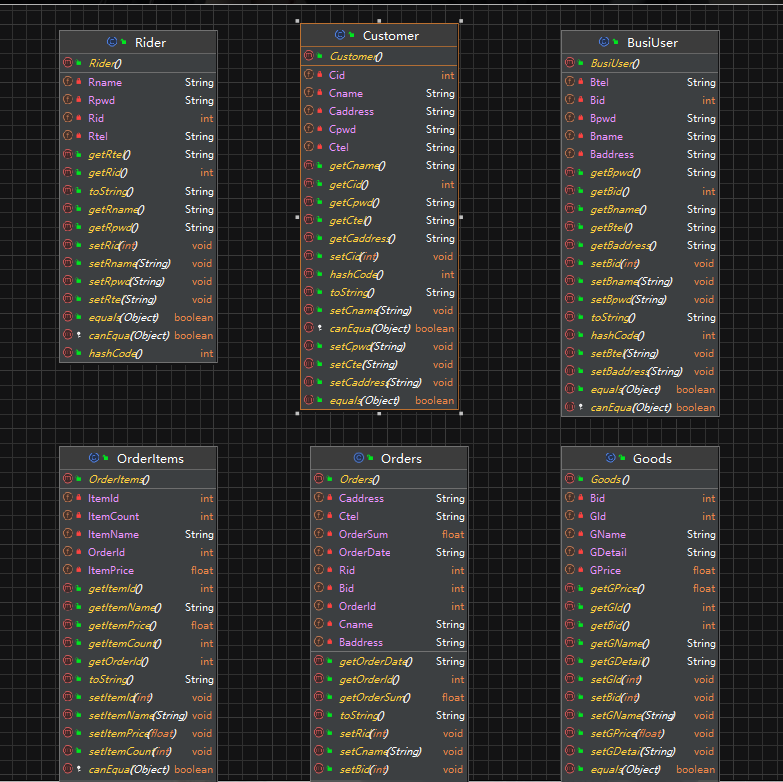 Rider
Rider()
Rname String
Rpwd String
Rid int
Rtel String
getRtel() String
getRid() int
toString() String
getRname() String
getRpwd() String
setRid(int) void
setRname(String) void
setRpwd(String) void
setRte(String) void
equals(Object) boolean
canEqua(Object) boolean
hashCode() int
Customer
Customer()
Cid int
Cname String
Caddress String
Cpwd String
Ctel String
getCname() String
getCid() int
getCpwd() String
getCtel() String
getCaddress() String
setCid(int) void
hashCode() int
toString() String
setCname(String) void
canEqua(Object) boolean
setCpwd(String) void
setCte(String) void
setCaddress(String) void
equals(Object) boolean
BusiUser
BusiUser()
Btel String
Bid int
Bpwd String
Bname String
Baddress String
getBpwd() String
getBid() int
getBname() String
getBtel() String
getBaddress() String
setBid(int) void
setBname(String) void
setBpwd(String) void
toString() String
hashCode() int
setBtel(String) void
setBaddress(String) void
equals(Object) boolean
canEqua(Object) boolean
OrderItems
OrderItems()
ItemId int
ItemCount int
ItemName String
OrderId int
ItemPrice float
getItemId() int
getItemName() String
getItemPrice() float
getItemCount() int
getOrderId() int
toString() String
setItemId(int) void
setItemName(String) void
setItemPrice(float) void
setItemCount(int) void
canEqua(Object) boolean
Orders
Orders()
Caddress String
Ctel String
OrderSum float
OrderDate String
Rid int
Bid int
OrderId int
Cname String
Baddress String
getOrderDate() String
getOrderId() int
getOrderSum() float
toString() String
setRid(int) void
setCname(String) void
setBid(int) void
Goods
Goods()
Bid int
GId int
GName String
GDetail String
GPrice float
getGPrice() float
getGId() int
getBid() int
getGName() String
getGDetail() String
setGId(int) void
setBid(int) void
setGName(String) void
setGPrice(float) void
setGDetai(String) void
equals(Object) boolean